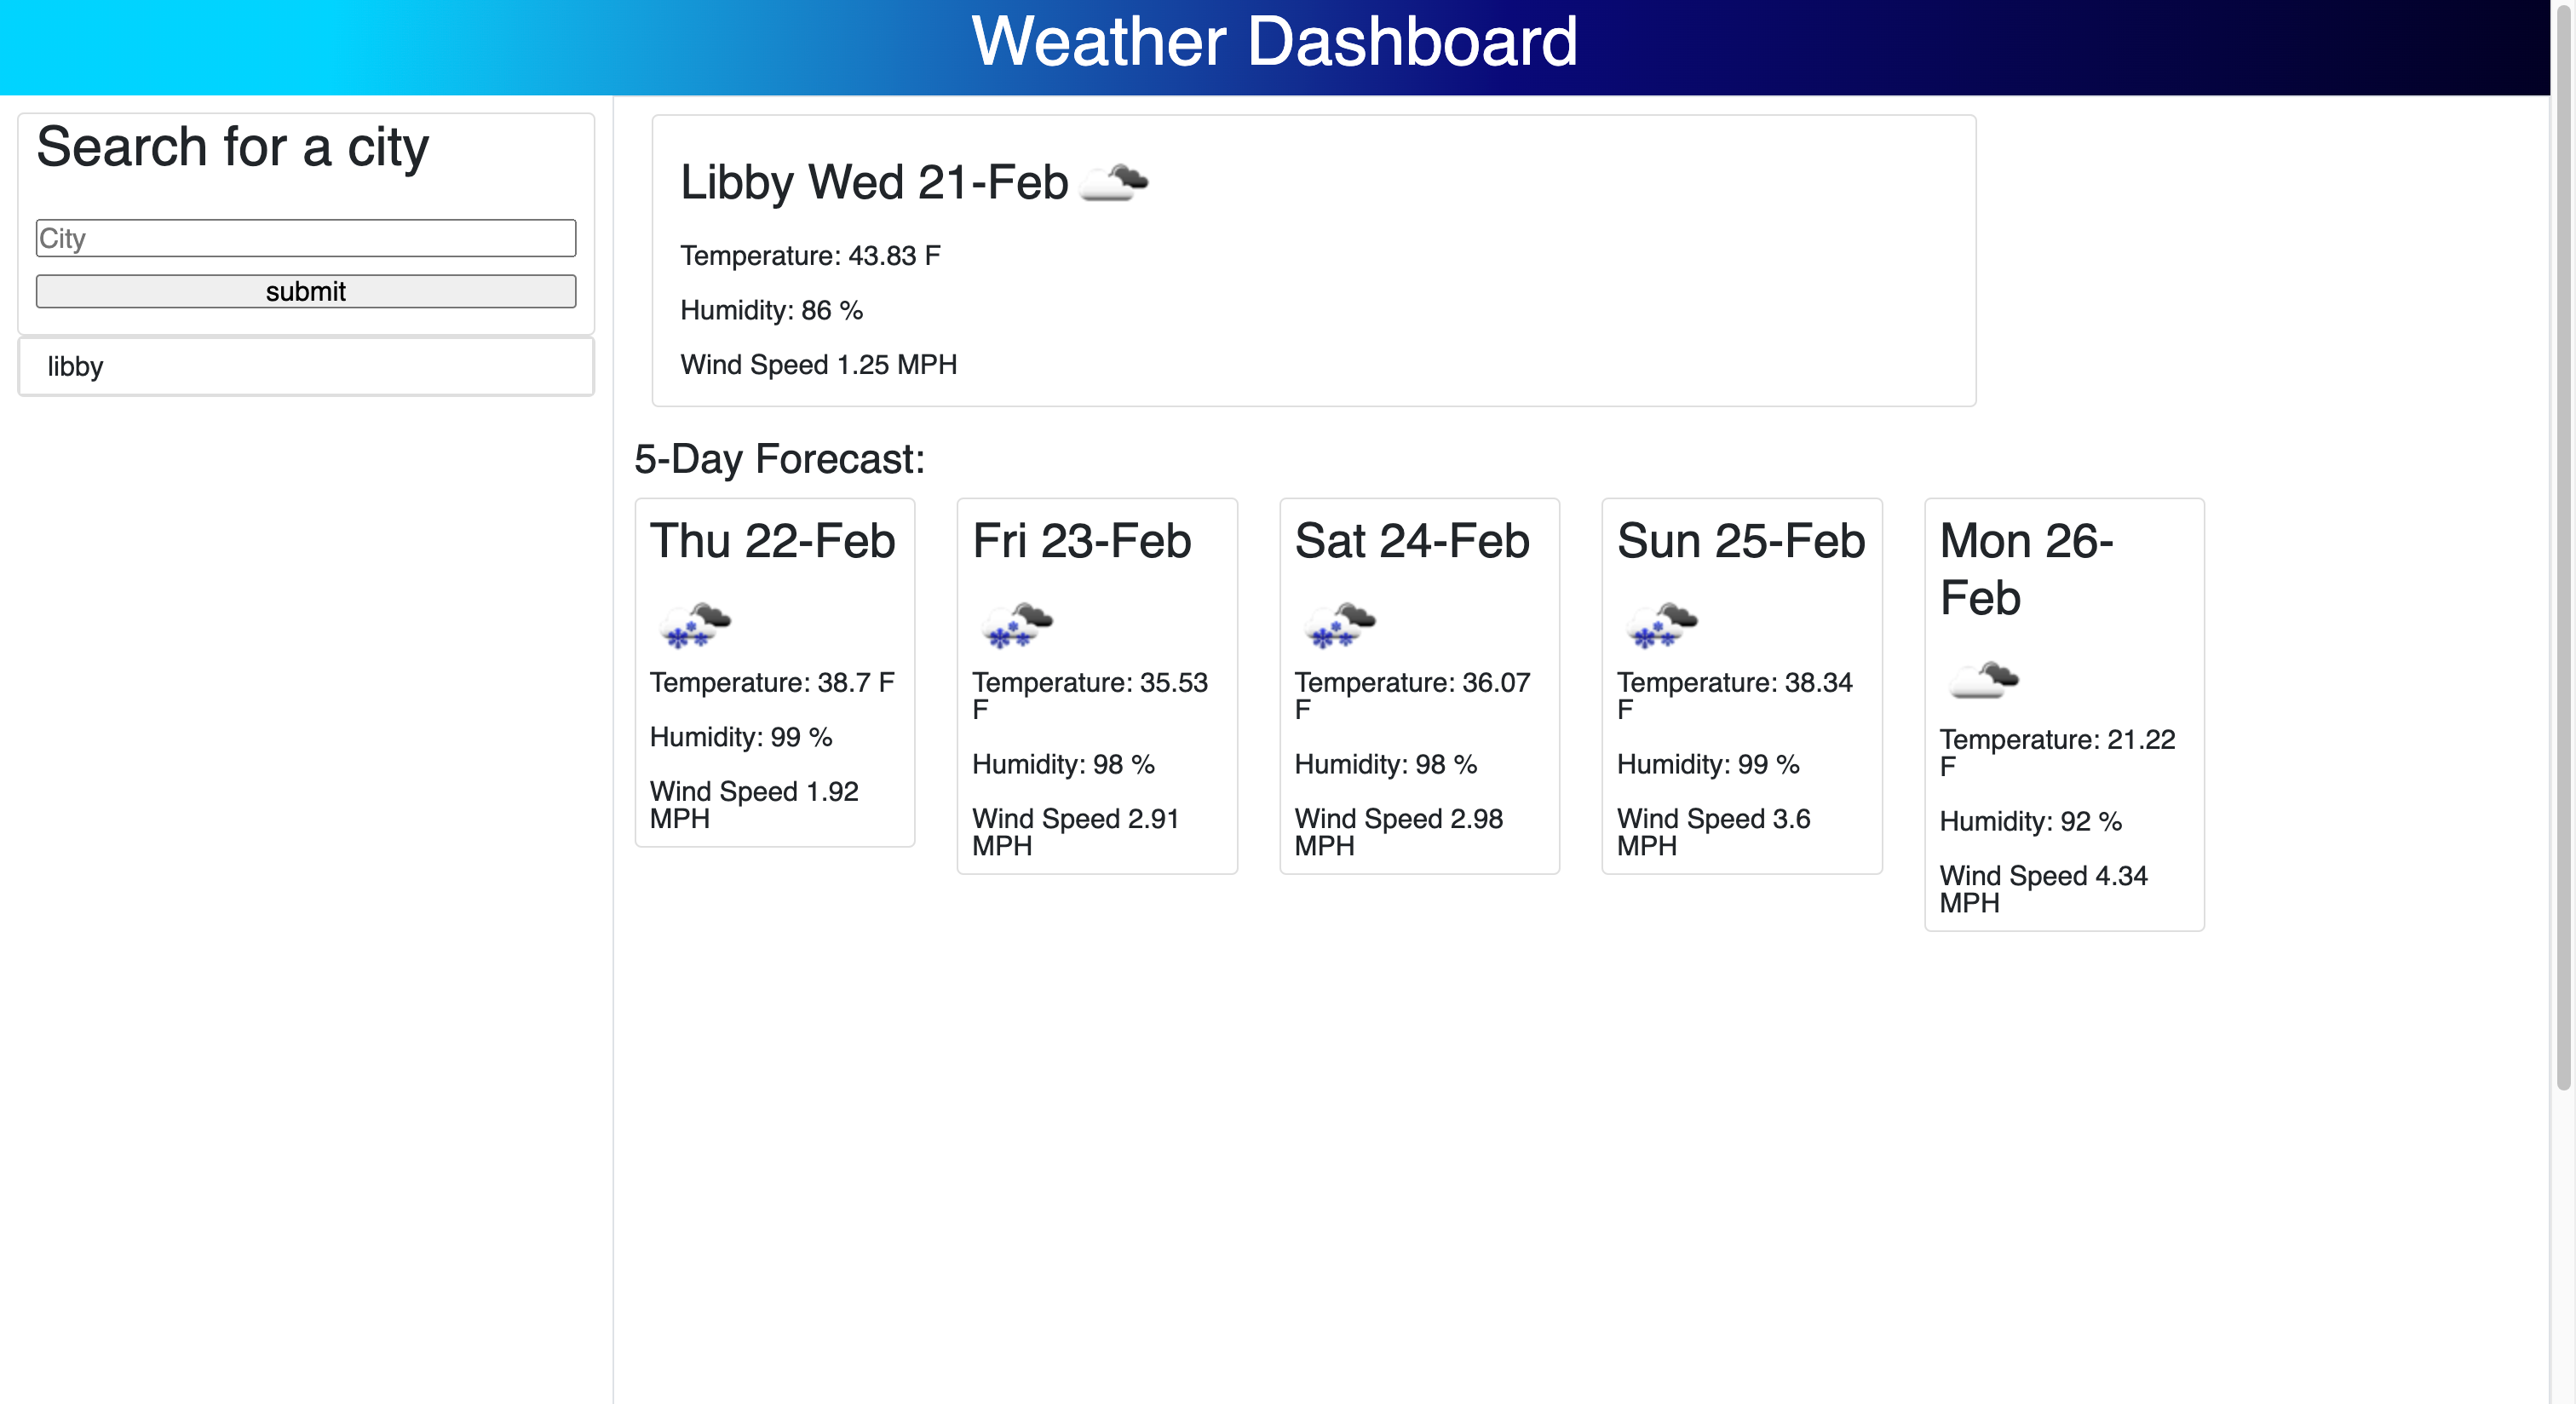 Weather Dashboard
Search for a city
City
submit
libby
Libby Wed 21-Feb
Temperature: 43.83 F
Humidity: 86 %
Wind Speed 1.25 MPH
5-Day Forecast:
Thu 22-Feb
Temperature: 38.7 F
Humidity: 99 %
Wind Speed 1.92
MPH
Fri 23-Feb
Temperature: 35.53
F
Humidity: 98 %
Wind Speed 2.91
MPH
Sat 24-Feb
Temperature: 36.07
F
Humidity: 98 %
Wind Speed 2.98
MPH
Sun 25-Feb
Temperature: 38.34
F
Humidity: 99 %
Wind Speed 3.6
MPH
Mon 26-
Feb
Temperature: 21.22
F
Humidity: 92 %
Wind Speed 4.34
MPH